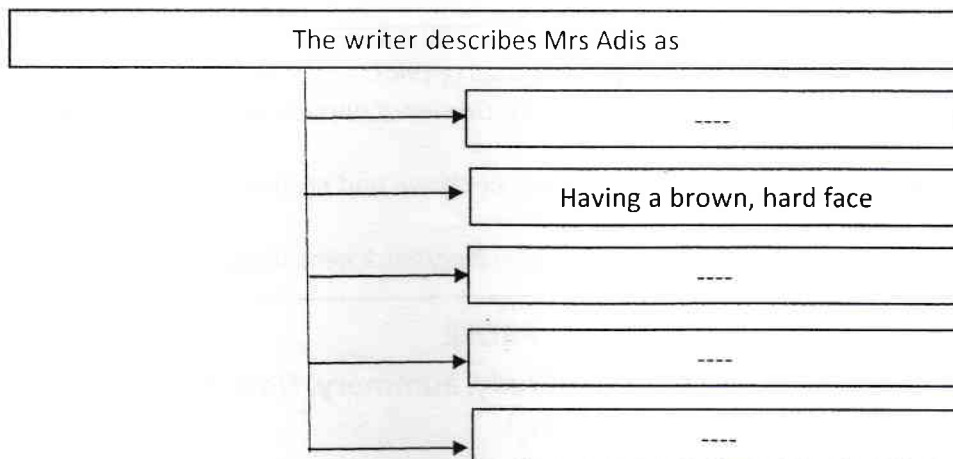 The writer describes Mrs Adis as
----
Having a brown, hard face
----
----
----